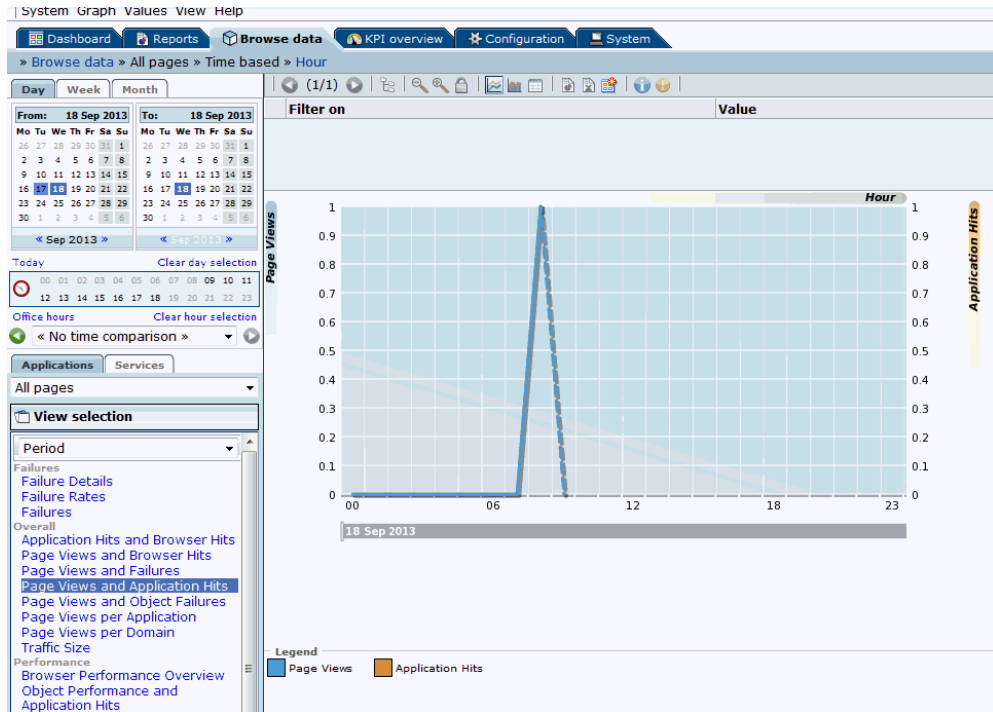 System Graph Values View Help
Dashboard Reports Browse data KPI overview Configuration System
» Browse data » All pages » Time based » Hour
Day Week Month
(1/1)
Filter on Value
From: 18 Sep 2013 To: 18 Sep 2013
Mo Tu We Th Fr Sa Su Mo Tu We Th Fr Sa Su
26 27 28 29 30 31 1 26 27 28 29 30 31 1
2 3 4 5 6 7 8 2 3 4 5 6 7 8
9 10 11 12 13 14 15 9 10 11 12 13 14 15
16 17 18 19 20 21 22 16 17 18 19 20 21 22
23 24 25 26 27 28 29 23 24 25 26 27 28 29
30 1 2 3 4 5 6 30 1 2 3 4 5 6
« Sep 2013 » « Sep 2013 »
Today Clear day selection
00 01 02 03 04 05 06 07 08 09 10 11
12 13 14 15 16 17 18 19 20 21 22 23
Office hours Clear hour selection
« No time comparison »
Applications Services
All pages
View selection
Period
Failures
Failure Details
Failure Rates
Failures
Overall
Application Hits and Browser Hits
Page Views and Browser Hits
Page Views and Failures
Page Views and Application Hits
Page Views and Object Failures
Page Views per Application
Page Views per Domain
Traffic Size
Performance
Browser Performance Overview
Object Performance and
Application Hits
Hour
Page Views
Application Hits
1 1
0.9 0.9
0.8 0.8
0.7 0.7
0.6 0.6
0.5 0.5
0.4 0.4
0.3 0.3
0.2 0.2
0.1 0.1
0 0
00 06 12 18 23
18 Sep 2013
Legend
Page Views Application Hits